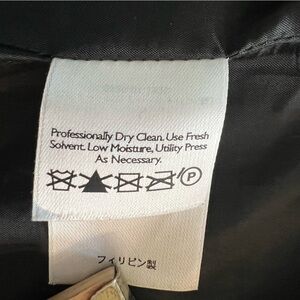 Professionally Dry Clean. Use Fresh
Solvent. Low Moisture, Utility Press
As Necessary.
P
フィリピン製